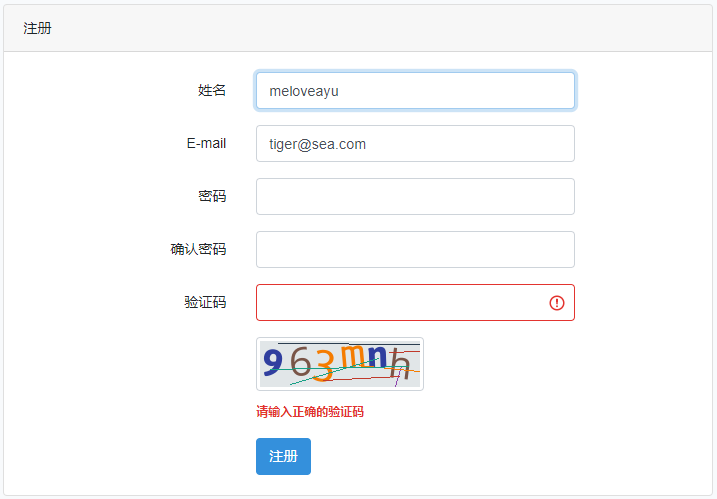 注册
姓名
meloveayu
E-mail
tiger@sea.com
密码
确认密码
验证码
963mnh
请输入正确的验证码
注册